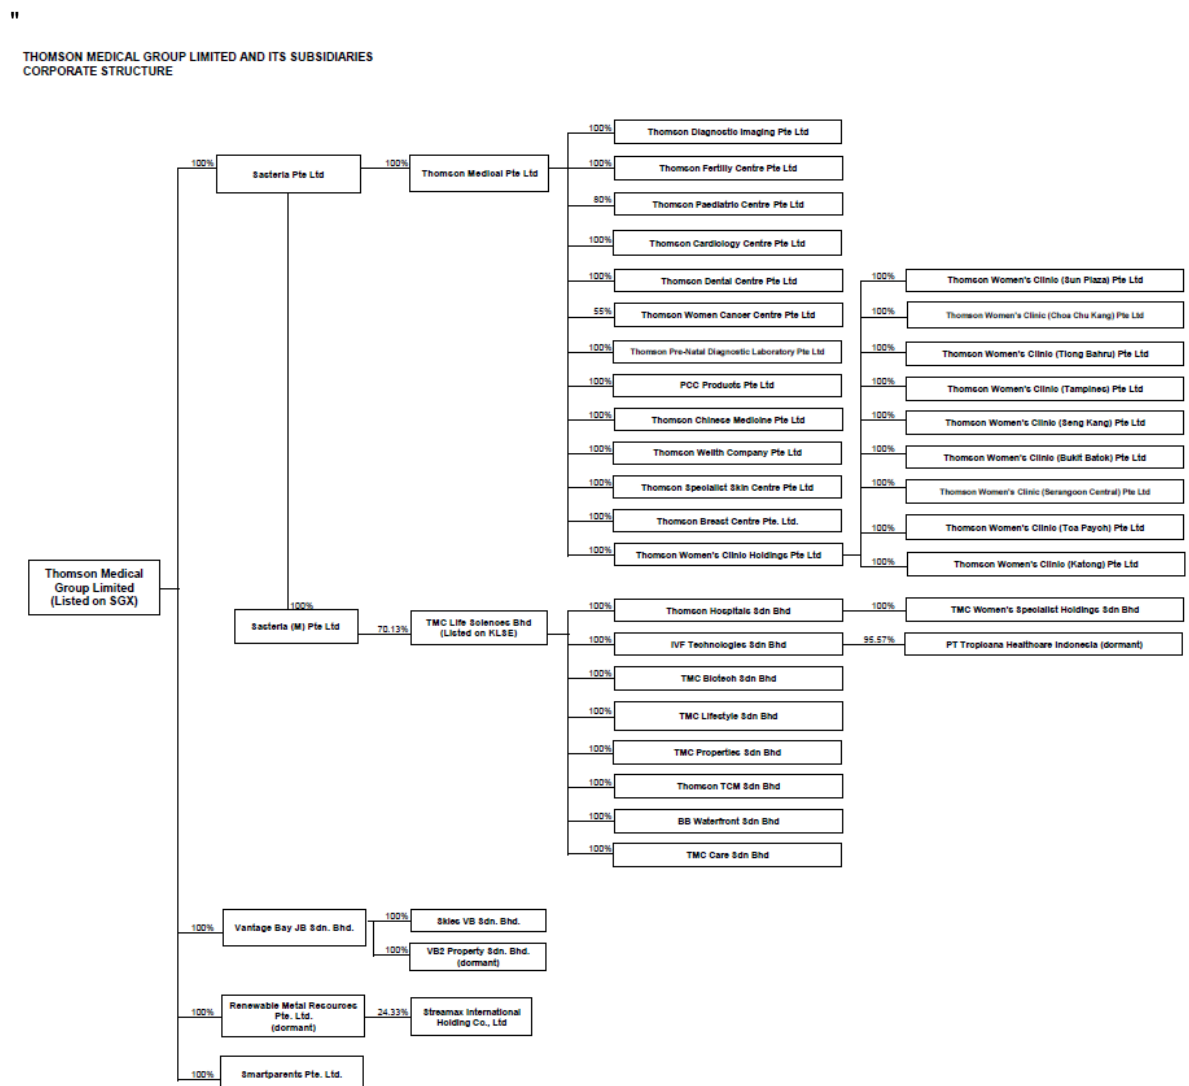 "
THOMSON MEDICAL GROUP LIMITED AND ITS SUBSIDIARIES
CORPORATE STRUCTURE
100%
Sasteria Pte Ltd
100%
Thomson Medical Pte Ltd
100%
Thomson Diagnostic Imaging Pte Ltd
100%
Thomson Fertiliy Centre Pte Ltd
80%
Thomson Paediatric Centre Pte Ltd
100%
Thomson Cardiology Centre Pte Ltd
100%
Thomson Dental Centre Pte Ltd
55%
Thomson Women Cancer Centre Pte Ltd
100%
Thomson Pre-Natal Diagnostic Laboratory Pte Ltd
100%
PCC Products Pte Ltd
100%
Thomson Chinese Medicine Pte Ltd
100%
Thomson Wellth Company Pte Ltd
100%
Thomson Specialist Skin Centre Pte Ltd
100%
Thomson Breast Centre Pte. Ltd.
100%
Thomson Women's Clinic Holdings Pte Ltd
100%
Thomson Women's Clinic (Sun Plaza) Pte Ltd
100%
Thomson Women's Clinic (Choa Chu Kang) Pte Ltd
100%
Thomson Women's Clinic (Tiong Bahru) Pte Ltd
100%
Thomson Women's Clinic (Tampines) Pte Ltd
100%
Thomson Women's Clinic (Seng Kang) Pte Ltd
100%
Thomson Women's Clinic (Bukit Batok) Pte Ltd
100%
Thomson Women's Clinic (Serangoon Central) Pte Ltd
100%
Thomson Women's Clinic (Toa Payoh) Pte Ltd
100%
Thomson Women's Clinic (Katong) Pte Ltd
Thomson Medical
Group Limited
(Listed on SGX)
100%
Sasteria (M) Pte Ltd
70.13%
TMC Life Sciences Bhd
(Listed on KLSE)
100%
Thomson Hospitals Sdn Bhd
100%
TMC Women's Specialist Holdings Sdn Bhd
100%
IVF Technologies Sdn Bhd
95.57%
PT Tropicana Healthcare Indonesia (dormant)
100%
TMC Biotech Sdn Bhd
100%
TMC Lifestyle Sdn Bhd
100%
TMC Properties Sdn Bhd
100%
Thomson TCM Sdn Bhd
100%
BB Waterfront Sdn Bhd
100%
TMC Care Sdn Bhd
100%
Vantage Bay JB Sdn. Bhd.
100%
Skies VB Sdn. Bhd.
100%
VB2 Property Sdn. Bhd.
(dormant)
100%
Renewable Metal Resources
Pte. Ltd.
(dormant)
24.33%
Streamax International
Holding Co., Ltd
100%
Smartparents Pte. Ltd.